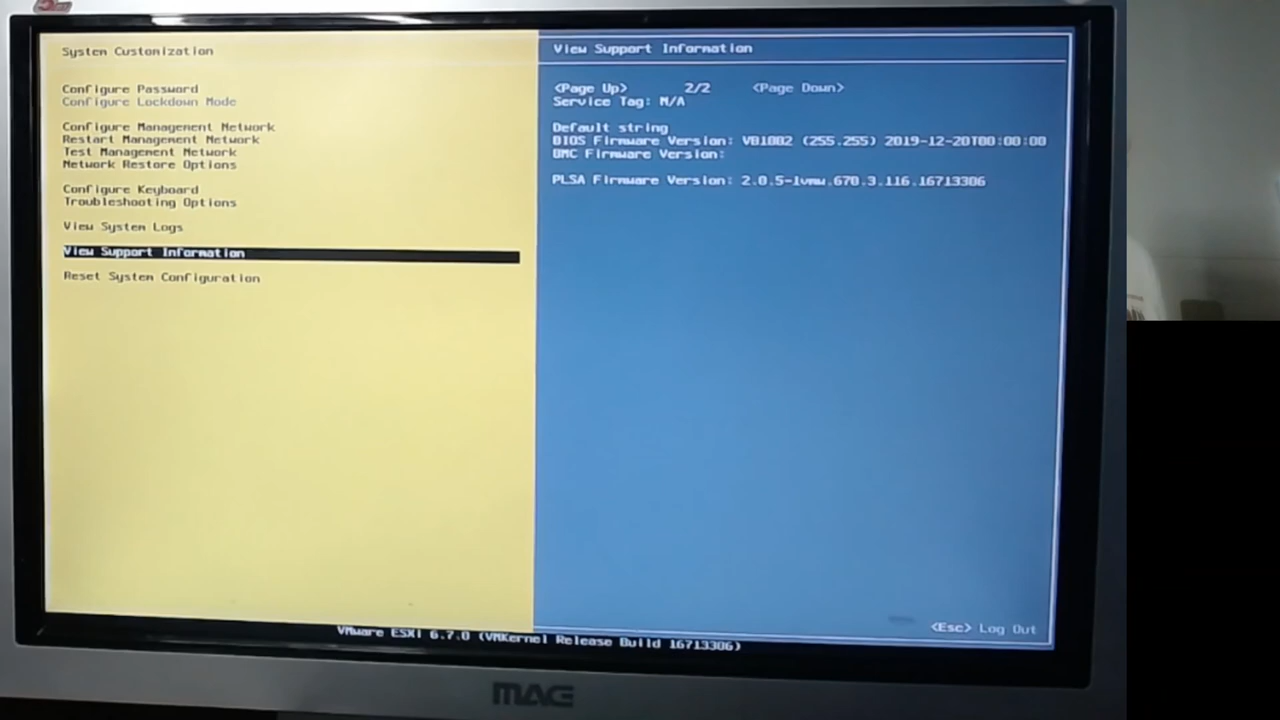 System Customization
Configure Password
Configure Lockdown Mode
Configure Management Network
Restart Management Network
Test Management Network
Network Restore Options
Configure Keyboard
Troubleshooting Options
View System Logs
View Support Information
Reset System Configuration
View Support Information
<Page Up> 2/2 <Page Down>
Service Tag: N/A
Default string
BIOS Firmware Version: VB1002 (255.255) 2019-12-20T00:00:00
BMC Firmware Version:
PLSA Firmware Version: 2.0.5-1vmw.670.3.116.16713306
<Esc> Log Out
VMware ESXi 6.7.0 (VMKernel Release Build 16713306)
MAG